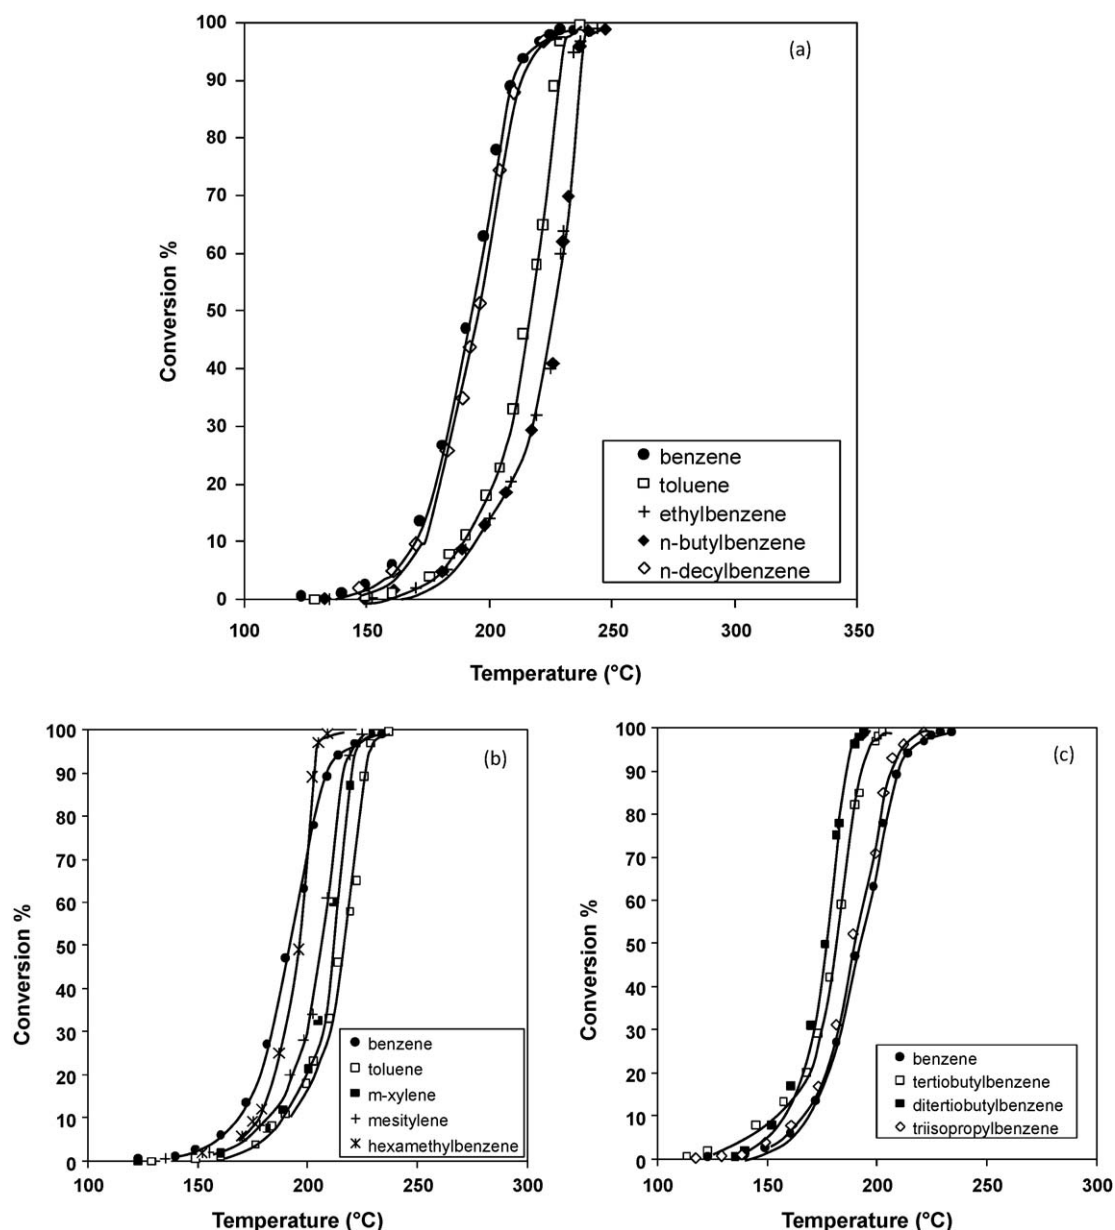 (a)
Conversion %
100
90
80
70
60
50
40
30
20
10
0
benzene
toluene
ethylbenzene
n-butylbenzene
n-decylbenzene
100 150 200 250 300 350
Temperature (°C)
(b)
Conversion %
100
90
80
70
60
50
40
30
20
10
0
benzene
toluene
m-xylene
mesitylene
hexamethylbenzene
100 150 200 250 300
Temperature (°C)
(c)
Conversion %
100
90
80
70
60
50
40
30
20
10
0
benzene
tertiobutylbenzene
ditertiobutylbenzene
triisopropylbenzene
100 150 200 250 300
Temperature (°C)